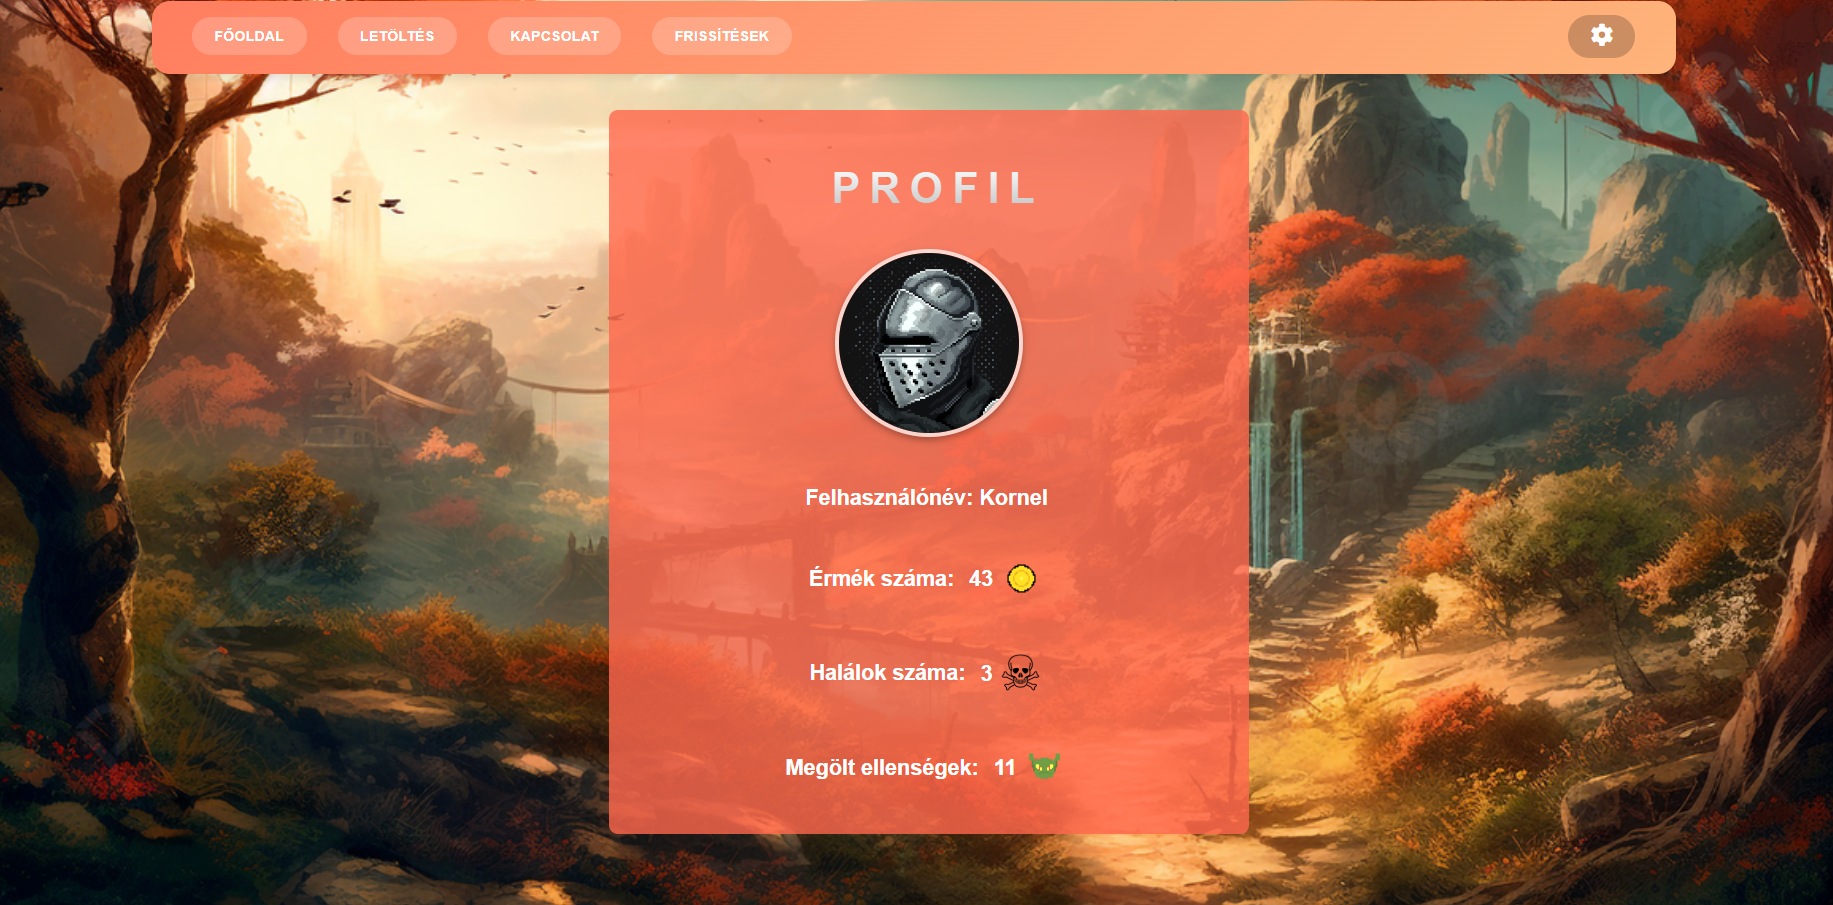 FŐOLDAL LETÖLTÉS KAPCSOLAT FRISSÍTÉSEK
PROFIL
Felhasználónév: Kornel
Érmék száma: 43
Halálok száma: 3
Megölt ellenségek: 11